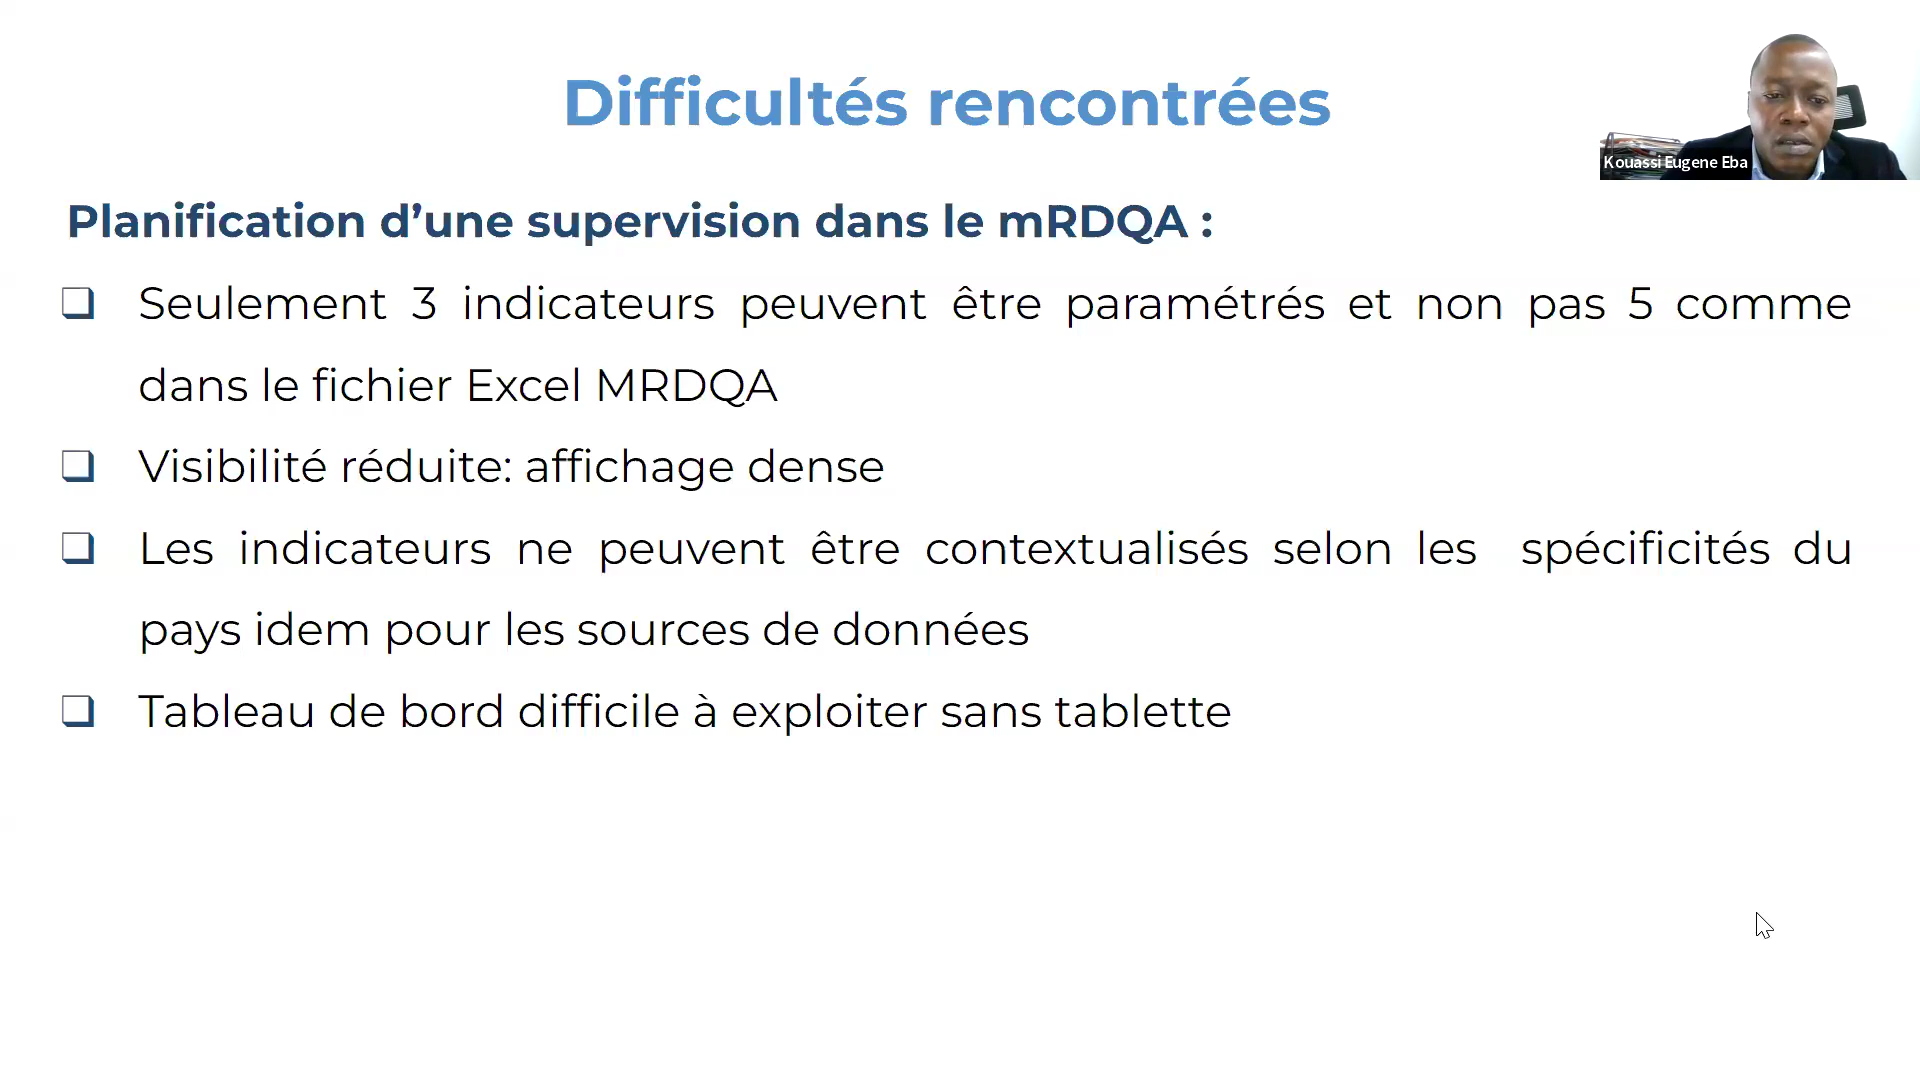 Difficultés rencontrées
Kouassi Eugene Eba
Planification d’une supervision dans le mRDQA :
❑ Seulement 3 indicateurs peuvent être paramétrés et non pas 5 comme
dans le fichier Excel MRDQA
❑ Visibilité réduite: affichage dense
❑ Les indicateurs ne peuvent être contextualisés selon les spécificités du
pays idem pour les sources de données
❑ Tableau de bord difficile à exploiter sans tablette